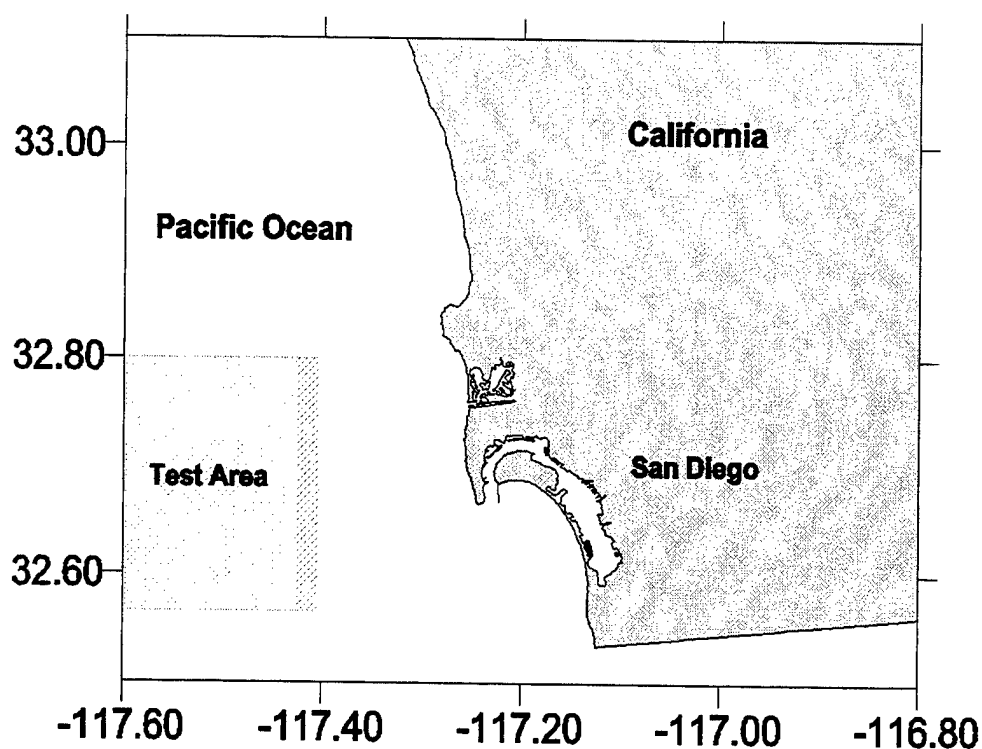 33.00
California
Pacific Ocean
32.80
Test Area
San Diego
32.60
-117.60 -117.40 -117.20 -117.00 -116.80